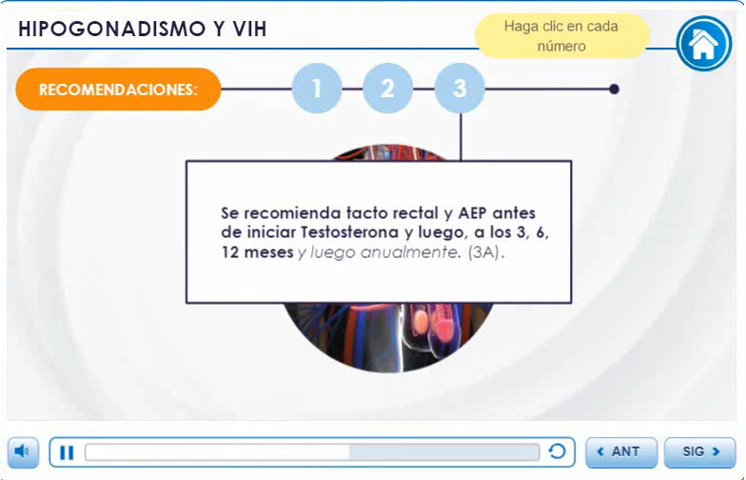 HIPOGONADISMO Y VIH
Haga clic en cada
número
RECOMENDACIONES:
1 2 3
Se recomienda tacto rectal y AEP antes
de iniciar Testosterona y luego, a los 3, 6,
12 meses y luego anualmente. (3A).
ANT
SIG